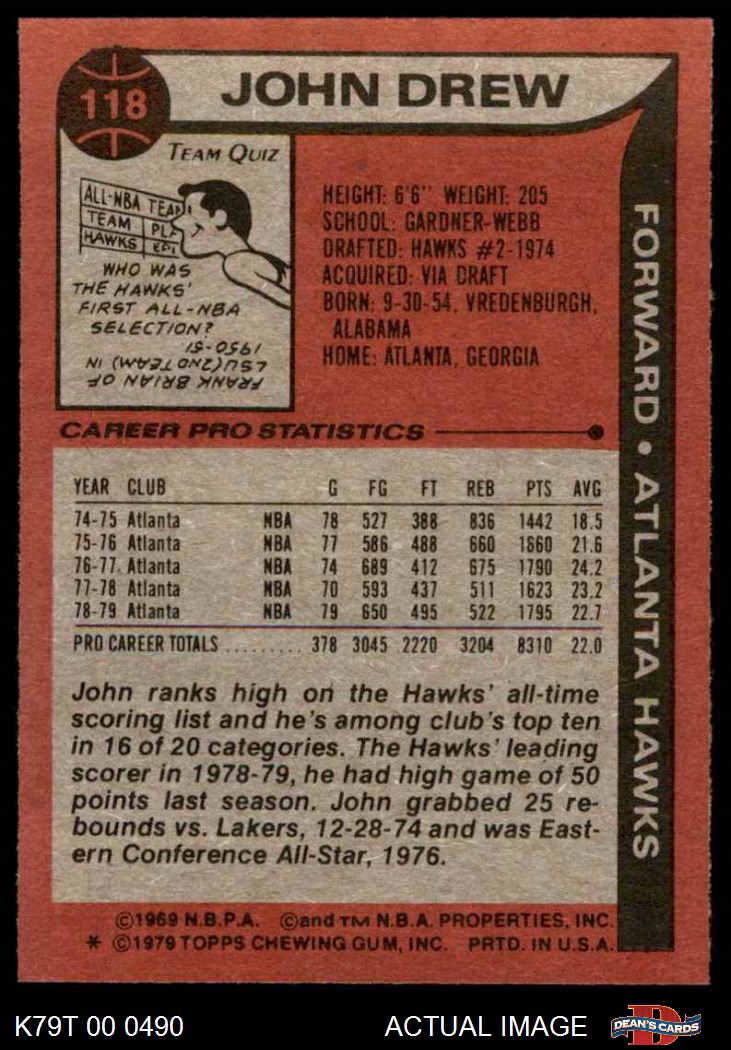 118
JOHN DREW
TEAM QUIZ
ALL-NBA TEAM
TEAM
HAWKS
WHO WAS
THE HAWKS'
FIRST ALL-NBA
SELECTION?
FRANK BRIAN OF
LSU (2ND TEAM) IN
1950-51
HEIGHT: 6'6" WEIGHT: 205
SCHOOL: GARDNER-WEBB
DRAFTED: HAWKS #2-1974
ACQUIRED: VIA DRAFT
BORN: 9-30-54, VREDENBURGH,
ALABAMA
HOME: ATLANTA, GEORGIA
FORWARD • ATLANTA HAWKS
CAREER PRO STATISTICS
YEAR CLUB G FG FT REB PTS AVG
74-75 Atlanta NBA 78 527 388 836 1442 18.5
75-76 Atlanta NBA 77 586 488 660 1660 21.6
76-77 Atlanta NBA 74 689 412 675 1790 24.2
77-78 Atlanta NBA 70 593 437 511 1623 23.2
78-79 Atlanta NBA 79 650 495 522 1795 22.7
PRO CAREER TOTALS ......... 378 3045 2220 3204 8310 22.0
John ranks high on the Hawks' all-time
scoring list and he's among club's top ten
in 16 of 20 categories. The Hawks' leading
scorer in 1978-79, he had high game of 50
points last season. John grabbed 25 re-
bounds vs. Lakers, 12-28-74 and was East-
ern Conference All-Star, 1976.
©1969 N.B.P.A. ©and TM N.B.A. PROPERTIES, INC.
* ©1979 TOPPS CHEWING GUM, INC. PRTD. IN U.S.A.
K79T 00 0490
ACTUAL IMAGE
DEAN'S CARDS